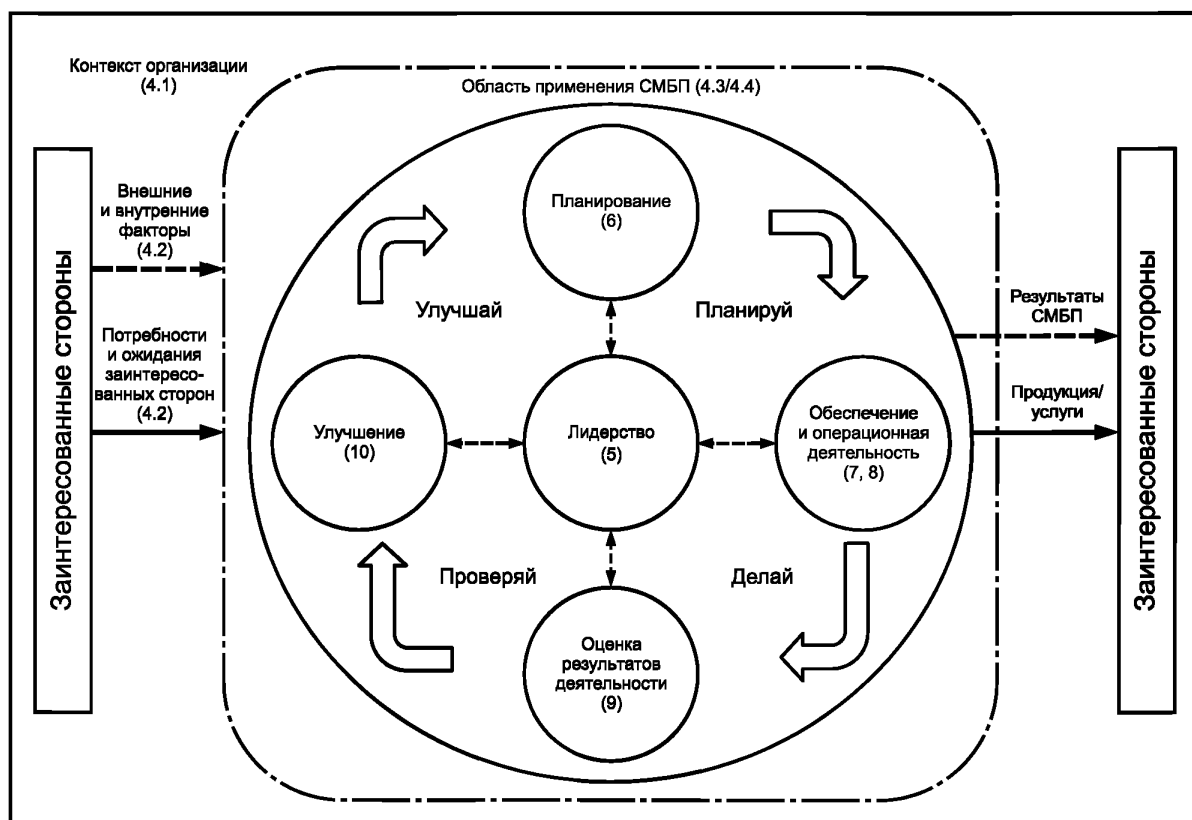 Контекст организации
(4.1)
Область применения СМБП (4.3/4.4)
Заинтересованные стороны
Внешние
и внутренние
факторы
(4.2)
Потребности
и ожидания
заинтересо-
ванных сторон
(4.2)
Планирование
(6)
Улучшай
Планируй
Улучшение
(10)
Лидерство
(5)
Обеспечение
и операционная
деятельность
(7, 8)
Проверяй
Делай
Оценка
результатов
деятельности
(9)
Результаты
СМБП
Продукция/
услуги
Заинтересованные стороны